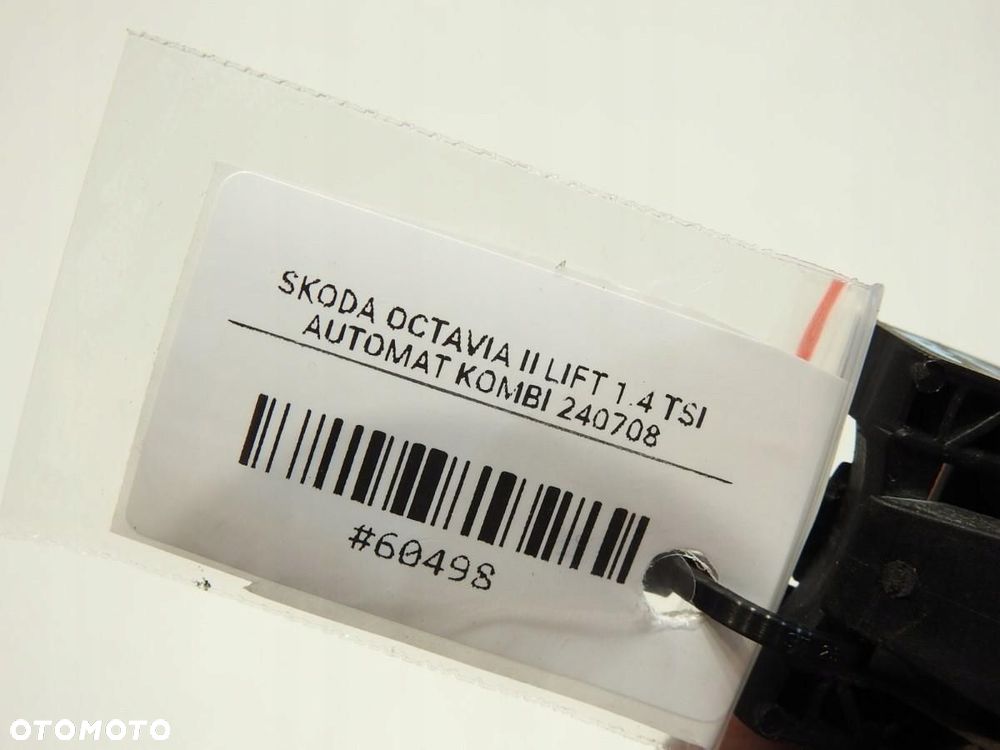 SKODA OCTAVIA II LIFT 1.4 TSI
AUTOMAT KOMBI 240708
#60498
OTOMOTO